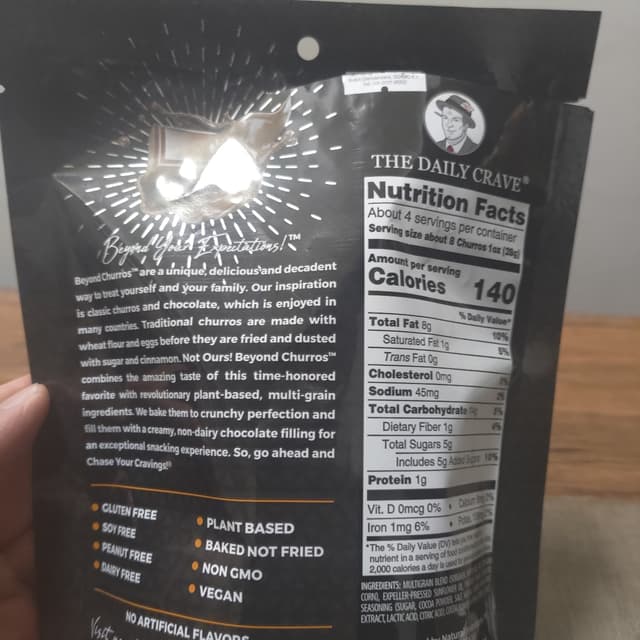 Beyond Your Expectations!™
Beyond Churros™ are a unique, delicious and decadent
way to treat yourself and your family. Our inspiration
is classic churros and chocolate, which is enjoyed in
many countries. Traditional churros are made with
wheat flour and eggs before they are fried and dusted
with sugar and cinnamon. Not Ours! Beyond Churros™
combines the amazing taste of this time-honored
favorite with revolutionary plant-based, multi-grain
ingredients. We bake them to crunchy perfection and
fill them with a creamy, non-dairy chocolate filling for
an exceptional snacking experience. So, go ahead and
Chase Your Cravings!®
GLUTEN FREE
SOY FREE
PEANUT FREE
DAIRY FREE
PLANT BASED
BAKED NOT FRIED
NON GMO
VEGAN
NO ARTIFICIAL FLAVORS
Visit
THE DAILY CRAVE®
Nutrition Facts
About 4 servings per container
Serving size about 8 Churros 1oz (28g)
Amount per serving
Calories 140
% Daily Value*
Total Fat 8g 10%
Saturated Fat 1g 5%
Trans Fat 0g
Cholesterol 0mg
Sodium 45mg
Total Carbohydrate
Dietary Fiber 1g 4%
Total Sugars 5g
Includes 5g Added Sugars 10%
Protein 1g
Vit. D 0mcg 0% •
Iron 1mg 6% •
*The % Daily Value (DV)
nutrient in a serving of food
2,000 calories a day is used
INGREDIENTS: MULTIGRAIN BLEND
CORN), EXPELLER-PRESSED SUNFLOWER
SEASONING (SUGAR, COCOA POWDER,
EXTRACT, LACTIC ACID, CITRIC ACID,